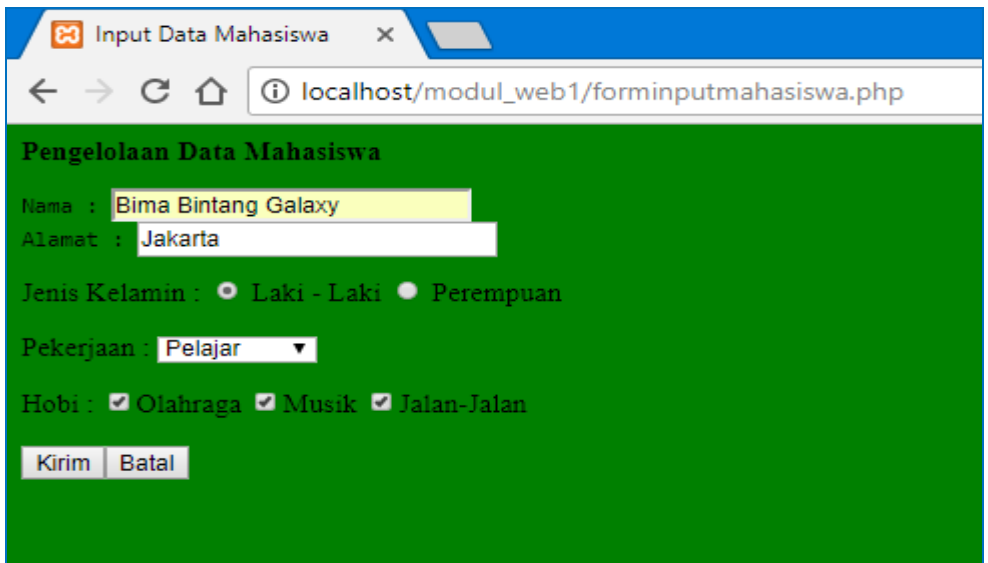 Input Data Mahasiswa
localhost/modul_web1/forminputmahasiswa.php
Pengelolaan Data Mahasiswa
Nama : Bima Bintang Galaxy
Alamat : Jakarta
Jenis Kelamin : Laki - Laki Perempuan
Pekerjaan : Pelajar
Hobi : Olahraga Musik Jalan-Jalan
Kirim Batal